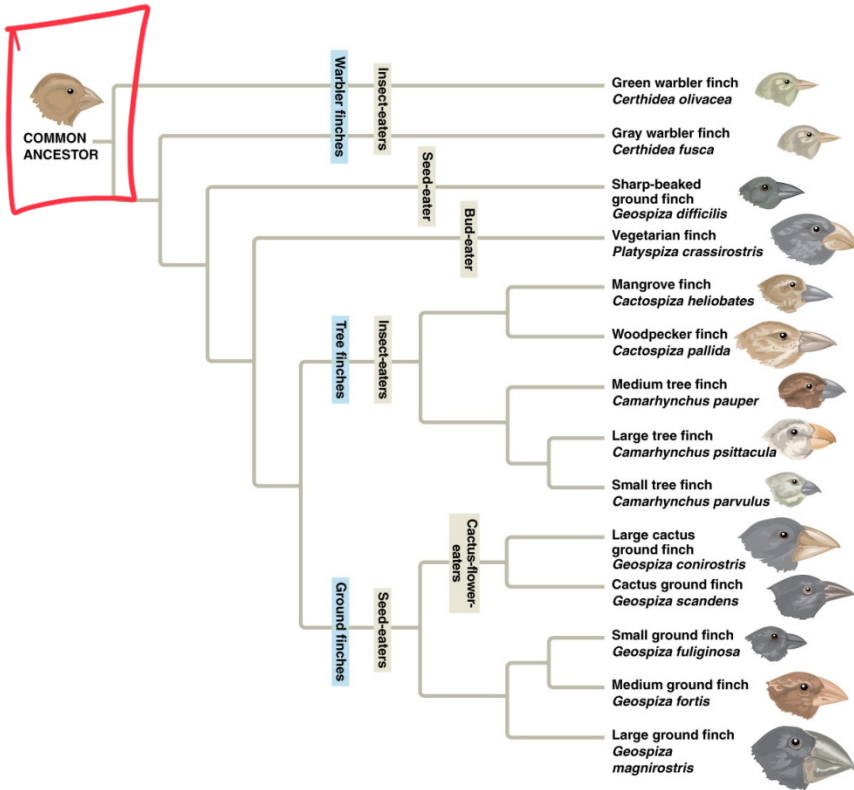 COMMON
ANCESTOR
Warbler finches
Insect-eaters
Green warbler finch
Certhidea olivacea
Gray warbler finch
Certhidea fusca
Seed-eater
Sharp-beaked
ground finch
Geospiza difficilis
Bud-eater
Vegetarian finch
Platyspiza crassirostris
Tree finches
Insect-eaters
Mangrove finch
Cactospiza heliobates
Woodpecker finch
Cactospiza pallida
Medium tree finch
Camarhynchus pauper
Large tree finch
Camarhynchus psittacula
Small tree finch
Camarhynchus parvulus
Ground finches
Seed-eaters
Cactus-flower-
eaters
Large cactus
ground finch
Geospiza conirostris
Cactus ground finch
Geospiza scandens
Small ground finch
Geospiza fuliginosa
Medium ground finch
Geospiza fortis
Large ground finch
Geospiza
magnirostris